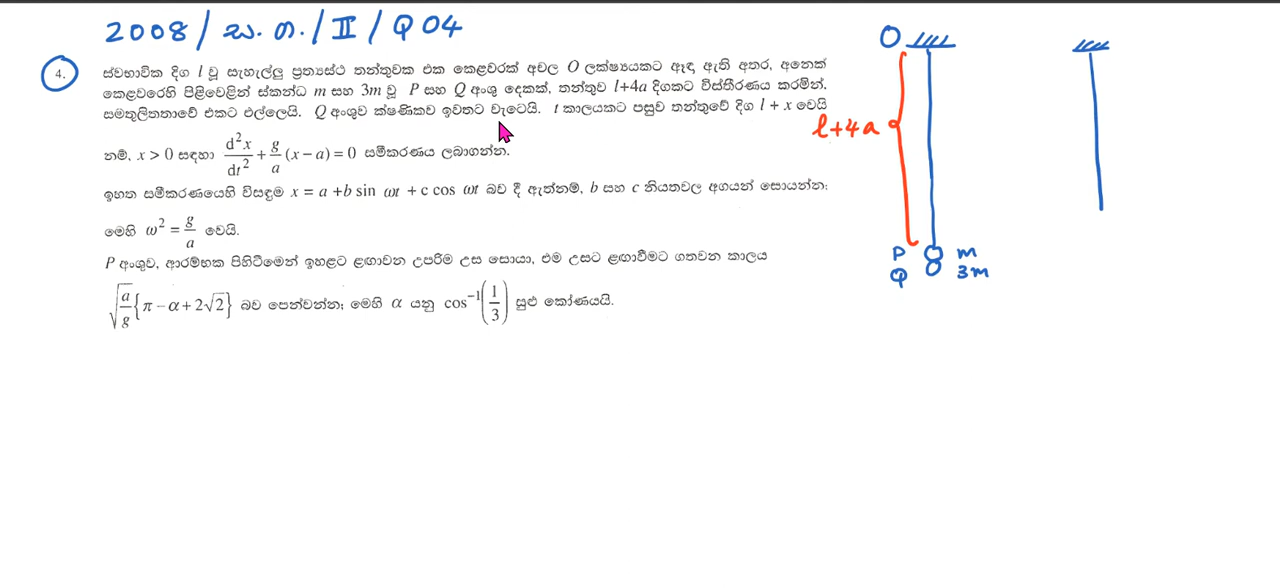 2008 / ස. ග. / II / Q 04
4. ස්වභාවික දිග l වූ සැහැල්ලු ප්‍රත්‍යස්ථ තන්තුවක එක කෙළවරක් අචල O ලක්ෂ්‍යයකට ඈඳා ඇති අතර, අනෙක්
කෙළවරෙහි පිළිවෙළින් ස්කන්ධ m සහ 3m වූ P සහ Q අංශු දෙකක්, තන්තුව l+4a දිගකට විස්තීරණය කරමින්,
සමතුලිතතාවේ එකට එල්ලෙයි. Q අංශුව ක්ෂණිකව ඉවතට වැටෙයි. t කාලයකට පසුව තන්තුවේ දිග l + x වෙයි
නම්, x > 0 සඳහා d²x/dt² + g/a (x − a) = 0 සමීකරණය ලබාගන්න.
ඉහත සමීකරණයෙහි විසඳුම x = a + b sin ωt + c cos ωt බව දී ඇත්නම්, b සහ c නියතවල අගයන් සොයන්න;
මෙහි ω² = g/a වෙයි.
P අංශුව, ආරම්භක පිහිටීමෙන් ඉහළට ළඟාවන උපරිම උස සොයා, එම උසට ළඟාවීමට ගතවන කාලය
√(a/g) {π − α + 2√2} බව පෙන්වන්න; මෙහි α යනු cos⁻¹(1/3) සුළු කෝණයයි.
O
l+4a
P m
Q 3m